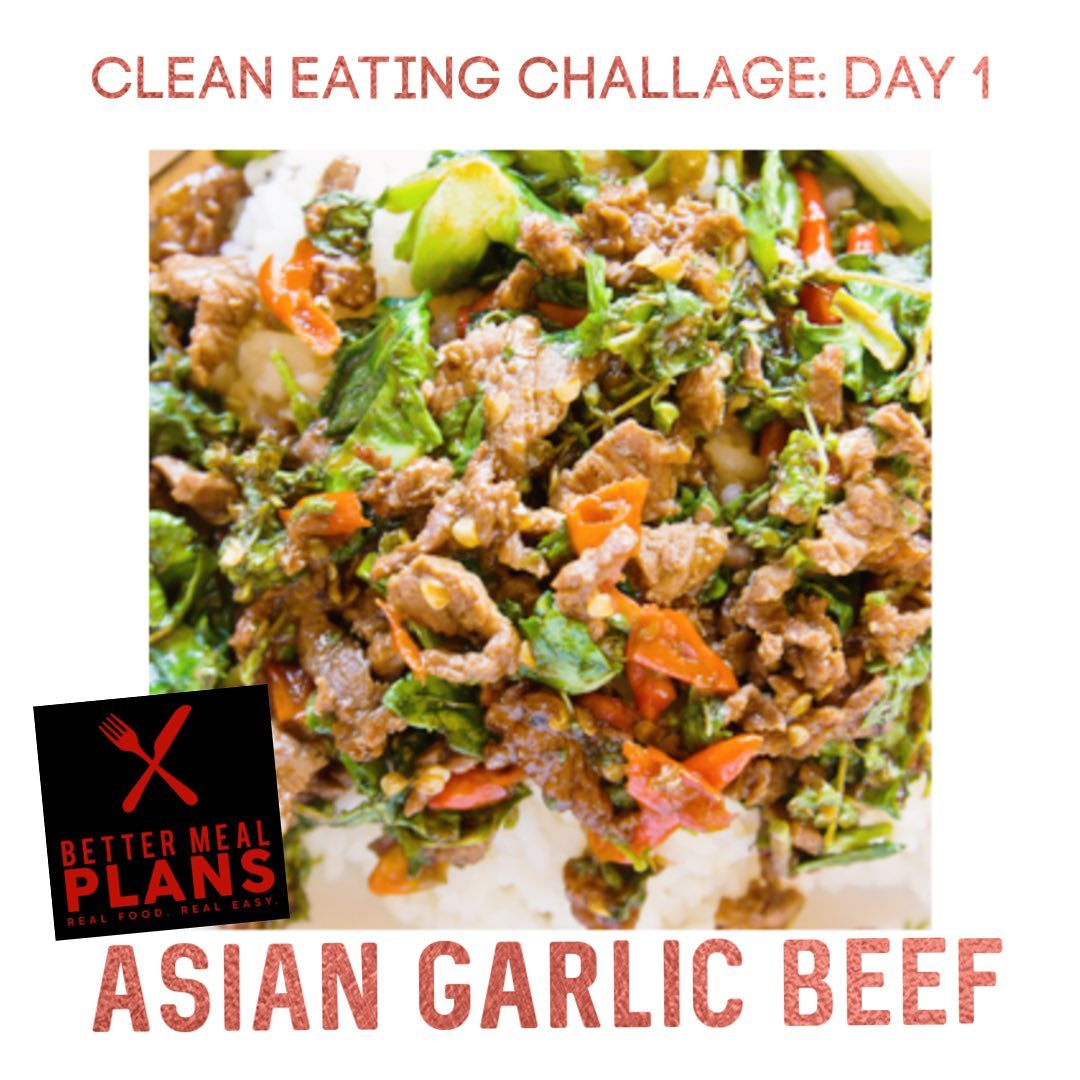 CLEAN EATING CHALLAGE: DAY 1
BETTER MEAL
PLANS
REAL FOOD. REAL EASY.
ASIAN GARLIC BEEF